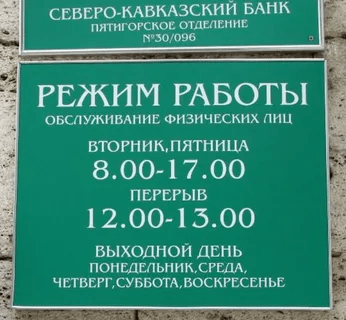 СЕВЕРО-КАВКАЗСКИЙ БАНК
ПЯТИГОРСКОЕ ОТДЕЛЕНИЕ
№30/096
РЕЖИМ РАБОТЫ
ОБСЛУЖИВАНИЕ ФИЗИЧЕСКИХ ЛИЦ
ВТОРНИК,ПЯТНИЦА
8.00-17.00
ПЕРЕРЫВ
12.00-13.00
ВЫХОДНОЙ ДЕНЬ
ПОНЕДЕЛЬНИК,СРЕДА,
ЧЕТВЕРГ,СУББОТА,ВОСКРЕСЕНЬЕ